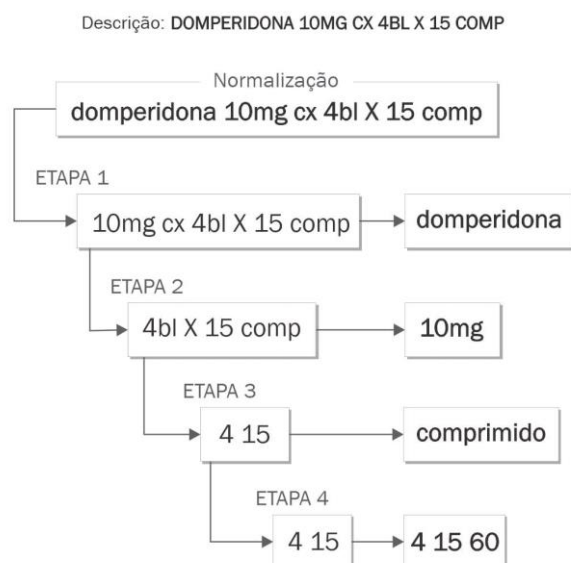 Descrição: DOMPERIDONA 10MG CX 4BL X 15 COMP
Normalização
domperidona 10mg cx 4bl X 15 comp
ETAPA 1
10mg cx 4bl X 15 comp
domperidona
ETAPA 2
4bl X 15 comp
10mg
ETAPA 3
4 15
comprimido
ETAPA 4
4 15
4 15 60